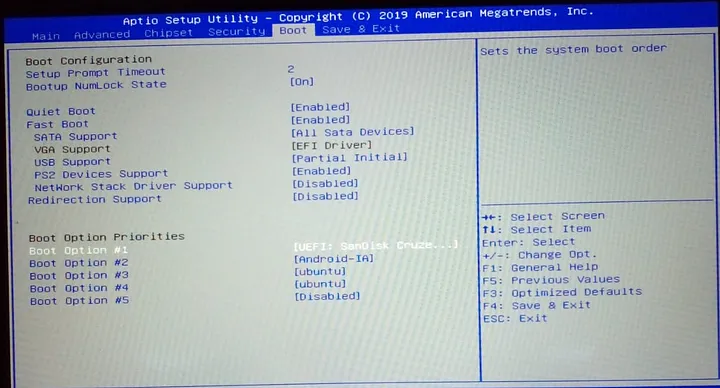 Aptio Setup Utility - Copyright (C) 2019 American Megatrends, Inc.
Main Advanced Chipset Security Boot Save & Exit
Boot Configuration
Setup Prompt Timeout 2
Bootup NumLock State [On]
Quiet Boot [Enabled]
Fast Boot [Enabled]
SATA Support [All Sata Devices]
VGA Support [EFI Driver]
USB Support [Partial Initial]
PS2 Devices Support [Enabled]
NetWork Stack Driver Support [Disabled]
Redirection Support [Disabled]
Boot Option Priorities
Boot Option #1 [UEFI: SanDisk Cruze...]
Boot Option #2 [Android-IA]
Boot Option #3 [ubuntu]
Boot Option #4 [ubuntu]
Boot Option #5 [Disabled]
Sets the system boot order
→←: Select Screen
↑↓: Select Item
Enter: Select
+/-: Change Opt.
F1: General Help
F5: Previous Values
F3: Optimized Defaults
F4: Save & Exit
ESC: Exit